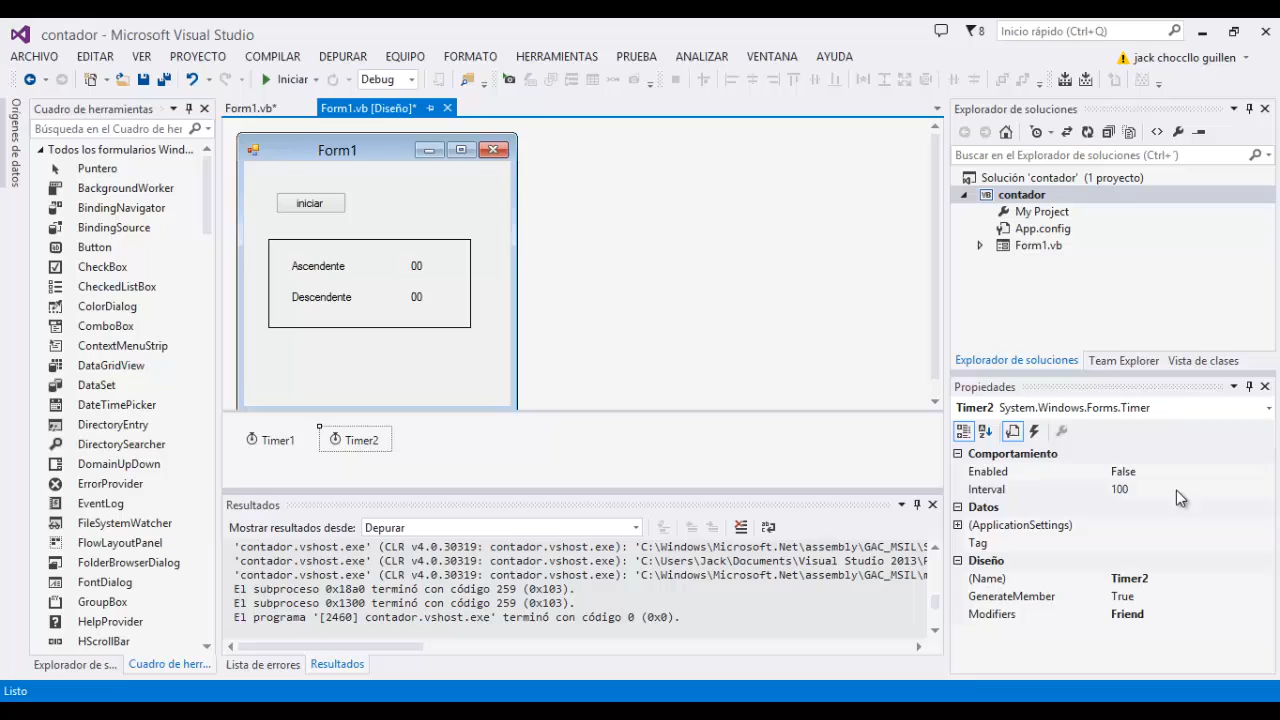 contador - Microsoft Visual Studio
8
Inicio rápido (Ctrl+Q)
ARCHIVO EDITAR VER PROYECTO COMPILAR DEPURAR EQUIPO FORMATO HERRAMIENTAS PRUEBA ANALIZAR VENTANA AYUDA
jack chocllo guillen
Iniciar
Debug
Orígenes de datos
Cuadro de herramientas
Búsqueda en el Cuadro de her
Todos los formularios Wind...
Puntero
BackgroundWorker
BindingNavigator
BindingSource
Button
CheckBox
CheckedListBox
ColorDialog
ComboBox
ContextMenuStrip
DataGridView
DataSet
DateTimePicker
DirectoryEntry
DirectorySearcher
DomainUpDown
ErrorProvider
EventLog
FileSystemWatcher
FlowLayoutPanel
FolderBrowserDialog
FontDialog
GroupBox
HelpProvider
HScrollBar
Explorador de s...
Cuadro de herr...
Form1.vb*
Form1.vb [Diseño]*
Form1
iniciar
Ascendente 00
Descendente 00
Timer1
Timer2
Resultados
Mostrar resultados desde: Depurar
'contador.vshost.exe' (CLR v4.0.30319: contador.vshost.exe): 'C:\Windows\Microsoft.Net\assembly\GAC_MSIL\S
'contador.vshost.exe' (CLR v4.0.30319: contador.vshost.exe): 'C:\Users\Jack\Documents\Visual Studio 2013\P
'contador.vshost.exe' (CLR v4.0.30319: contador.vshost.exe): 'C:\Windows\Microsoft.Net\assembly\GAC_MSIL\m
El subproceso 0x18a0 terminó con código 259 (0x103).
El subproceso 0x1300 terminó con código 259 (0x103).
El programa '[2460] contador.vshost.exe' terminó con código 0 (0x0).
Lista de errores
Resultados
Explorador de soluciones
Buscar en el Explorador de soluciones (Ctrl+´)
Solución 'contador' (1 proyecto)
VB contador
My Project
App.config
Form1.vb
Explorador de soluciones
Team Explorer
Vista de clases
Propiedades
Timer2 System.Windows.Forms.Timer
Comportamiento
Enabled False
Interval 100
Datos
(ApplicationSettings)
Tag
Diseño
(Name) Timer2
GenerateMember True
Modifiers Friend
Listo